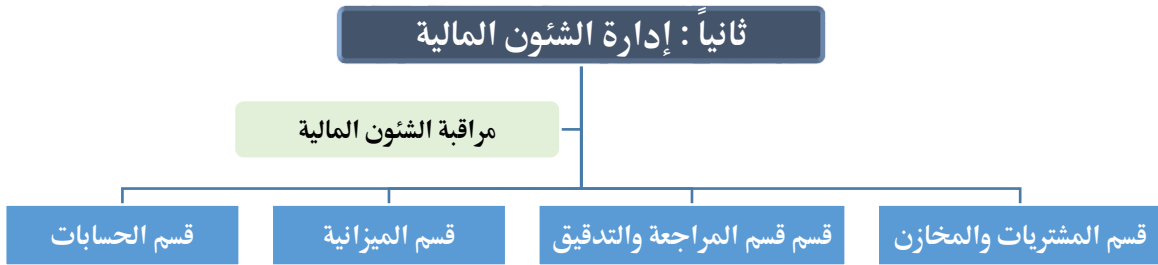 ثانياً : إدارة الشئون المالية
مراقبة الشئون المالية
قسم المشتريات والمخازن
قسم قسم المراجعة والتدقيق
قسم الميزانية
قسم الحسابات